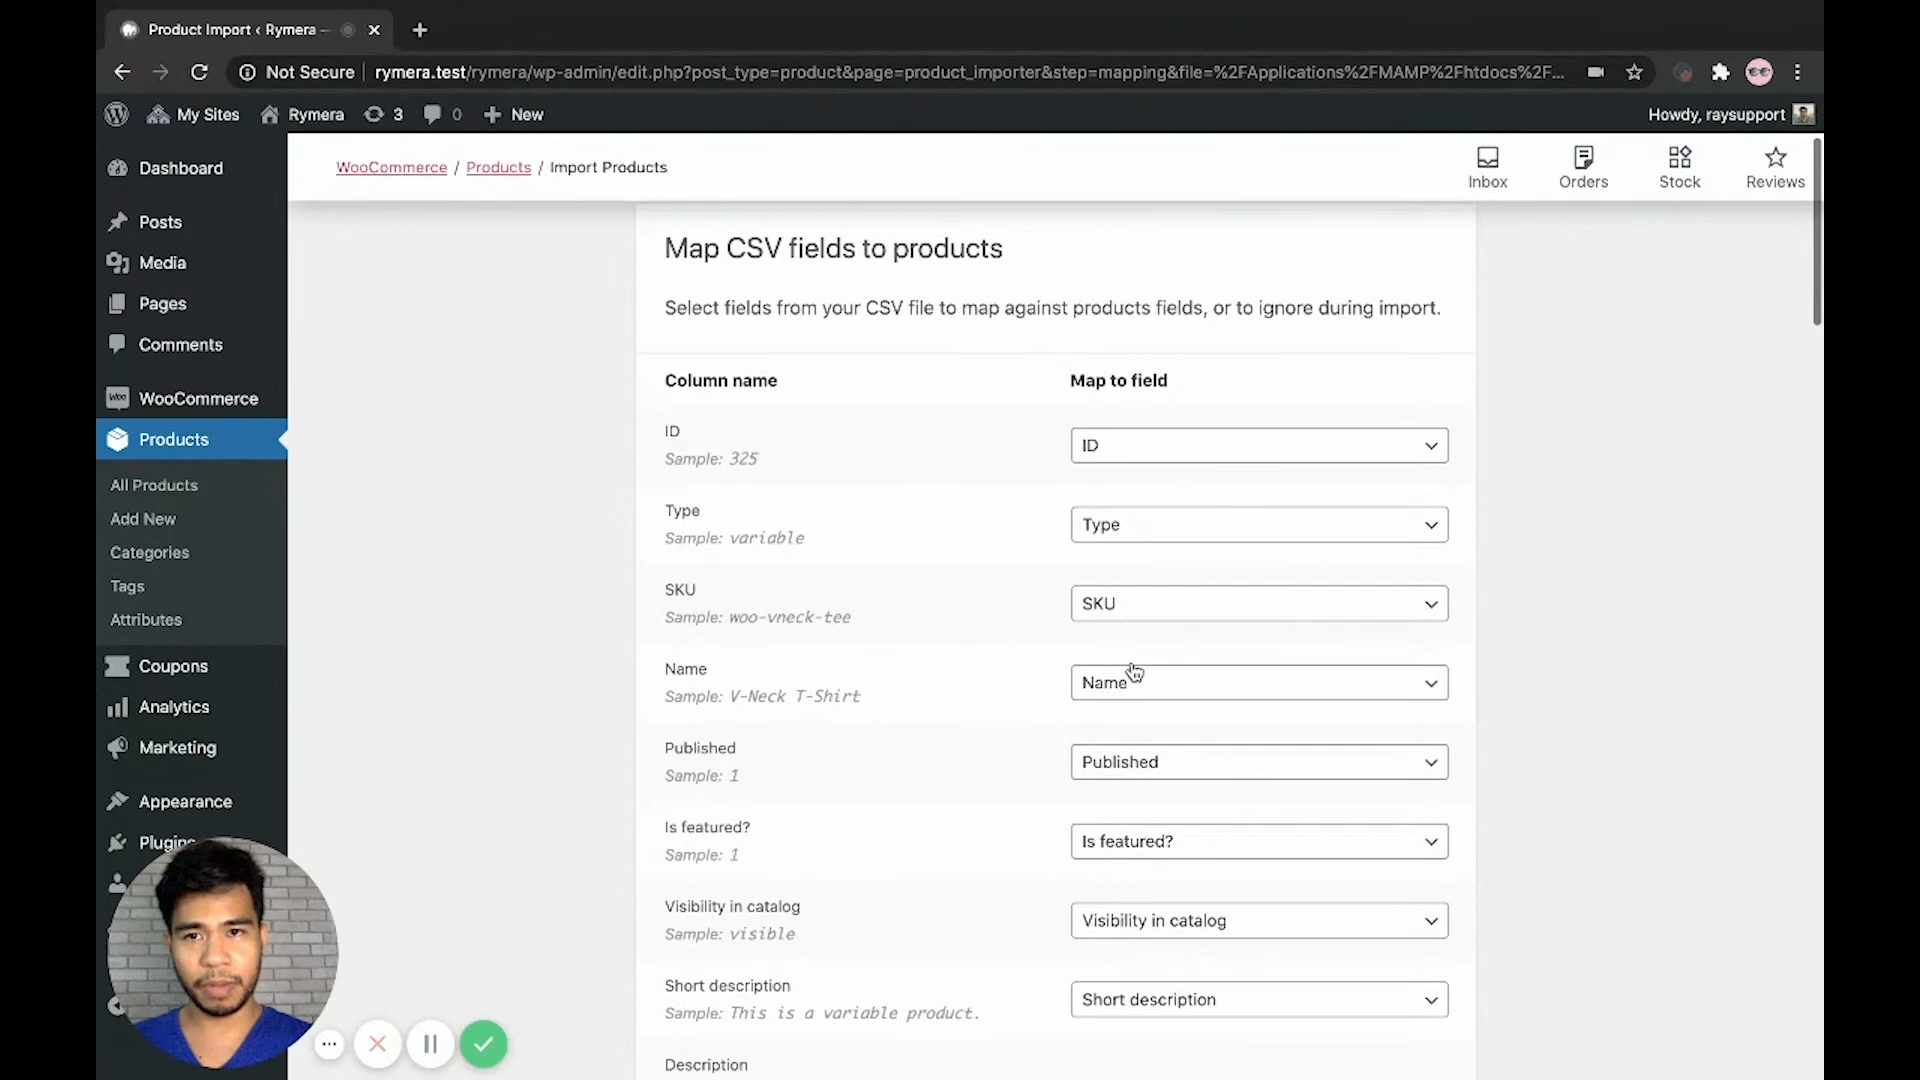 Product Import ‹ Rymera —
Not Secure
rymera.test/rymera/wp-admin/edit.php?post_type=product&page=product_importer&step=mapping&file=%2FApplications%2FMAMP%2Fhtdocs%2F...
My Sites
Rymera
3
0
New
Howdy, raysupport
Dashboard
Posts
Media
Pages
Comments
Woo
WooCommerce
Products
All Products
Add New
Categories
Tags
Attributes
Coupons
Analytics
Marketing
Appearance
Plugins
WooCommerce / Products / Import Products
Inbox
Orders
Stock
Reviews
Map CSV fields to products
Select fields from your CSV file to map against products fields, or to ignore during import.
Column name
Map to field
ID
Sample: 325
ID
Type
Sample: variable
Type
SKU
Sample: woo-vneck-tee
SKU
Name
Sample: V-Neck T-Shirt
Name
Published
Sample: 1
Published
Is featured?
Sample: 1
Is featured?
Visibility in catalog
Sample: visible
Visibility in catalog
Short description
Sample: This is a variable product.
Short description
Description